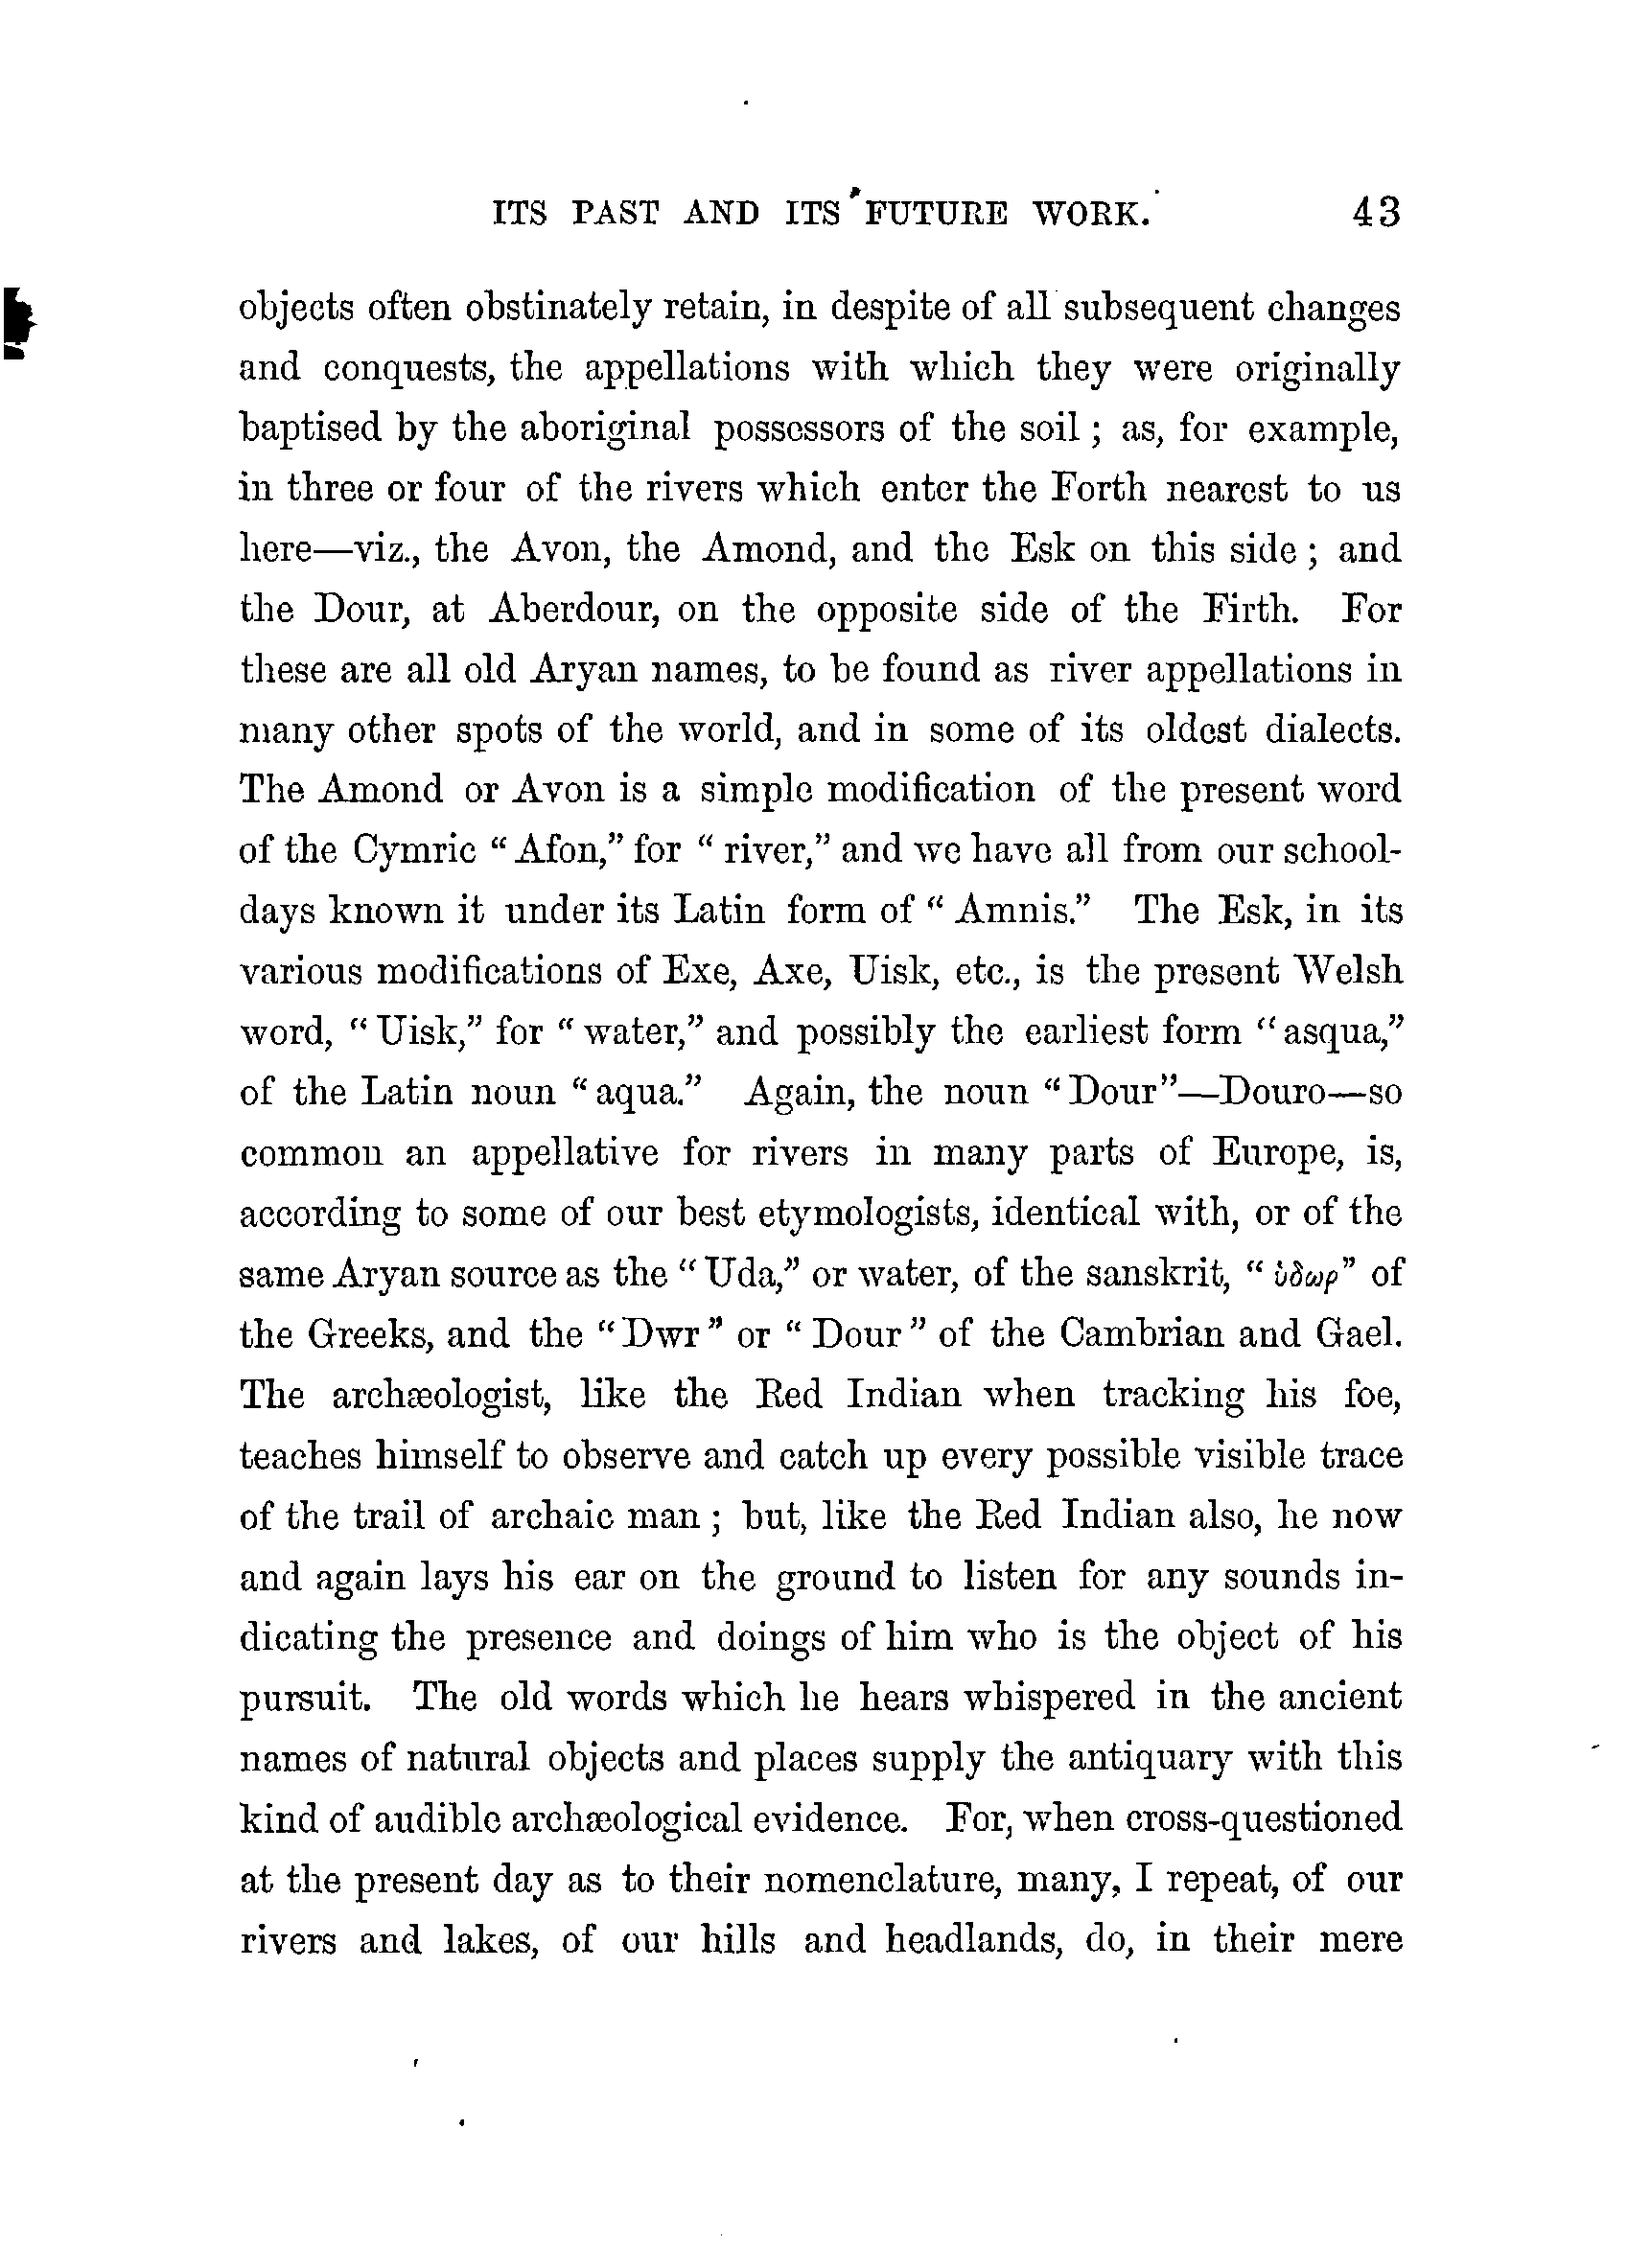 ITS PAST AND ITS FUTURE WORK. 43
objects often obstinately retain, in despite of all subsequent changes
and conquests, the appellations with which they were originally
baptised by the aboriginal possessors of the soil ; as, for example,
in three or four of the rivers which enter the Forth nearest to us
here—viz., the Avon, the Amond, and the Esk on this side ; and
the Dour, at Aberdour, on the opposite side of the Firth. For
these are all old Aryan names, to be found as river appellations in
many other spots of the world, and in some of its oldest dialects.
The Amond or Avon is a simple modification of the present word
of the Cymric “ Afon,” for “ river,” and we have all from our school-
days known it under its Latin form of “ Amnis.” The Esk, in its
various modifications of Exe, Axe, Uisk, etc., is the present Welsh
word, “ Uisk,” for “ water,” and possibly the earliest form “ asqua,”
of the Latin noun “ aqua.” Again, the noun “ Dour”—Douro—so
common an appellative for rivers in many parts of Europe, is,
according to some of our best etymologists, identical with, or of the
same Aryan source as the “ Uda,” or water, of the sanskrit, “ ὑδωρ” of
the Greeks, and the “ Dwr ” or “ Dour ” of the Cambrian and Gael.
The archæologist, like the Red Indian when tracking his foe,
teaches himself to observe and catch up every possible visible trace
of the trail of archaic man ; but, like the Red Indian also, he now
and again lays his ear on the ground to listen for any sounds in-
dicating the presence and doings of him who is the object of his
pursuit. The old words which he hears whispered in the ancient
names of natural objects and places supply the antiquary with this
kind of audible archæological evidence. For, when cross-questioned
at the present day as to their nomenclature, many, I repeat, of our
rivers and lakes, of our hills and headlands, do, in their mere